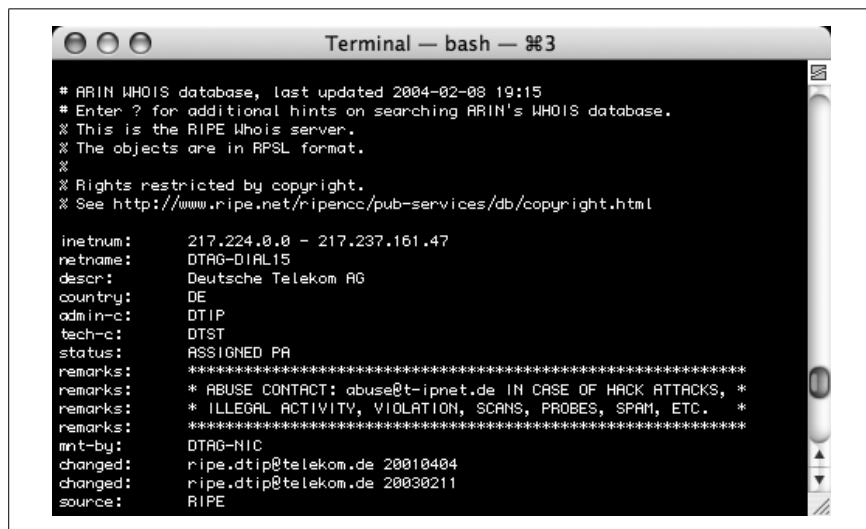 Terminal — bash — ⌘3
# ARIN WHOIS database, last updated 2004-02-08 19:15
# Enter ? for additional hints on searching ARIN's WHOIS database.
% This is the RIPE Whois server.
% The objects are in RPSL format.
%
% Rights restricted by copyright.
% See http://www.ripe.net/ripencc/pub-services/db/copyright.html
inetnum: 217.224.0.0 - 217.237.161.47
netname: DTAG-DIAL15
descr: Deutsche Telekom AG
country: DE
admin-c: DTIP
tech-c: DTST
status: ASSIGNED PA
remarks: ************************************************************
remarks: * ABUSE CONTACT: abuse@t-ipnet.de IN CASE OF HACK ATTACKS, *
remarks: * ILLEGAL ACTIVITY, VIOLATION, SCANS, PROBES, SPAM, ETC. *
remarks: ************************************************************
mnt-by: DTAG-NIC
changed: ripe.dtip@telekom.de 20010404
changed: ripe.dtip@telekom.de 20030211
source: RIPE